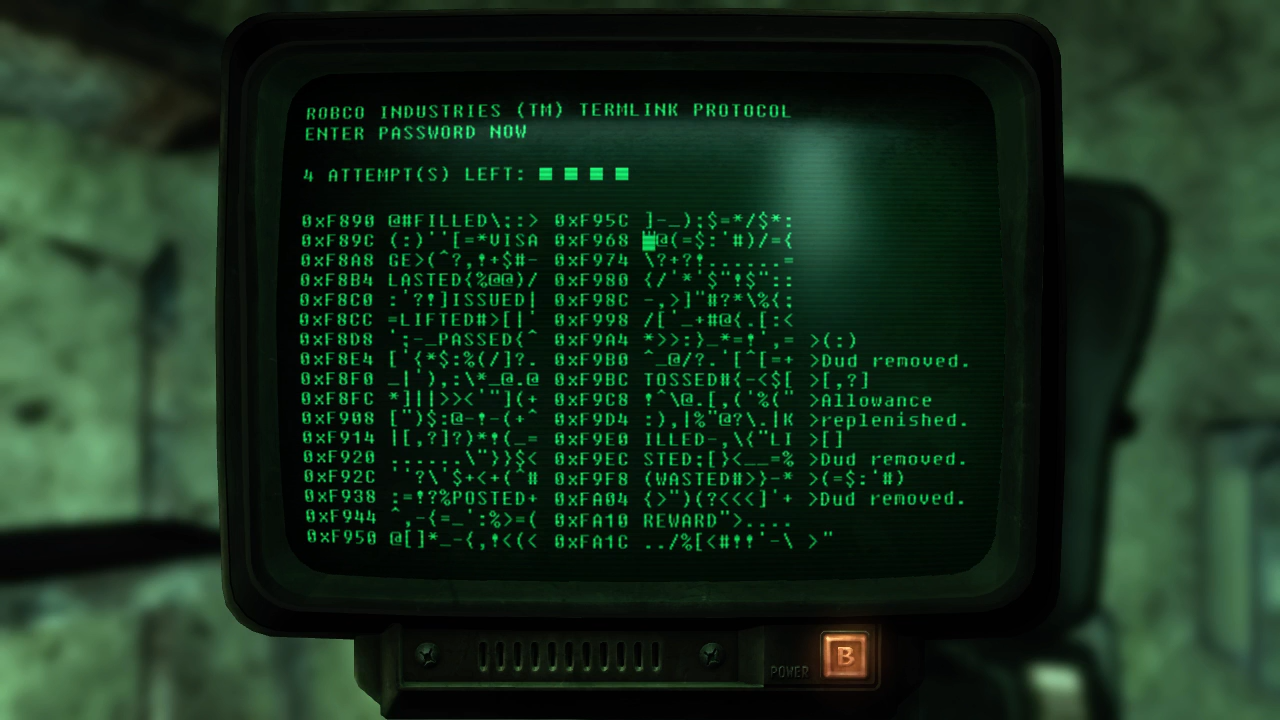 ROBCO INDUSTRIES (TM) TERMLINK PROTOCOL
ENTER PASSWORD NOW
4 ATTEMPT(S) LEFT: ■ ■ ■ ■
0xF890 @#FILLED\;:> 0xF95C ]-_);$=*/$*:
0xF89C (:)''[=*VISA 0xF968 "@(=$:'#)/={
0xF8A8 GE>(^?,!+$#- 0xF974 \?+?!......=
0xF8B4 LASTED{%@@)/ 0xF980 {/'*'$"!$"::
0xF8C0 :'?!]ISSUED| 0xF98C -,>]"#?*\%{;
0xF8CC =LIFTED#>[|' 0xF998 /['_+#@{.[:<
0xF8D8 ';-_PASSED{^ 0xF9A4 *>>:}_*=!',= >(:)
0xF8E4 ['{*$:%(/]?. 0xF9B0 ^_@/?.'[^[=+ >Dud removed.
0xF8F0 _|'),:\*_@.@ 0xF9BC TOSSED#{-<$[ >[,?]
0xF8FC *]||>><'"](+ 0xF9C8 !^\@.[,('%(" >Allowance
0xF908 [")$:@-!-(+^ 0xF9D4 :),|%"@?\.|K >replenished.
0xF914 |[,?]?)*!(_= 0xF9E0 ILLED-,\{"LI >[]
0xF920 ......\"}}$< 0xF9EC STED;[}<__=% >Dud removed.
0xF92C ''?\'$+<+(^# 0xF9F8 (WASTED#>}-* >(=$:'#)
0xF938 :=!?%POSTED+ 0xFA04 {>")(?<<<]'+ >Dud removed.
0xF944 ^,-{=_':%>=( 0xFA10 REWARD">....
0xF950 @[]*_-{,!<(< 0xFA1C ../%[<#!!'-\ >"
POWER
B